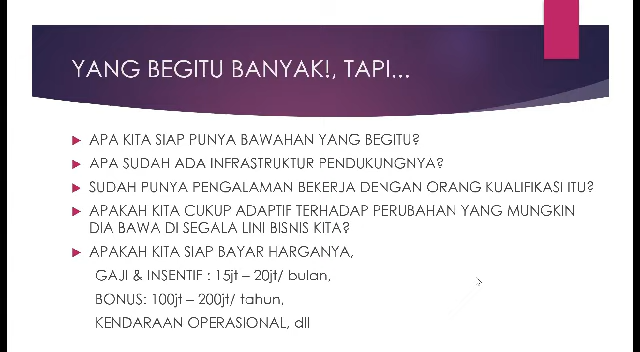 YANG BEGITU BANYAK!, TAPI...
APA KITA SIAP PUNYA BAWAHAN YANG BEGITU?
APA SUDAH ADA INFRASTRUKTUR PENDUKUNGNYA?
SUDAH PUNYA PENGALAMAN BEKERJA DENGAN ORANG KUALIFIKASI ITU?
APAKAH KITA CUKUP ADAPTIF TERHADAP PERUBAHAN YANG MUNGKIN
DIA BAWA DI SEGALA LINI BISNIS KITA?
APAKAH KITA SIAP BAYAR HARGANYA,
GAJI & INSENTIF : 15jt – 20jt/ bulan,
BONUS: 100jt – 200jt/ tahun,
KENDARAAN OPERASIONAL, dll